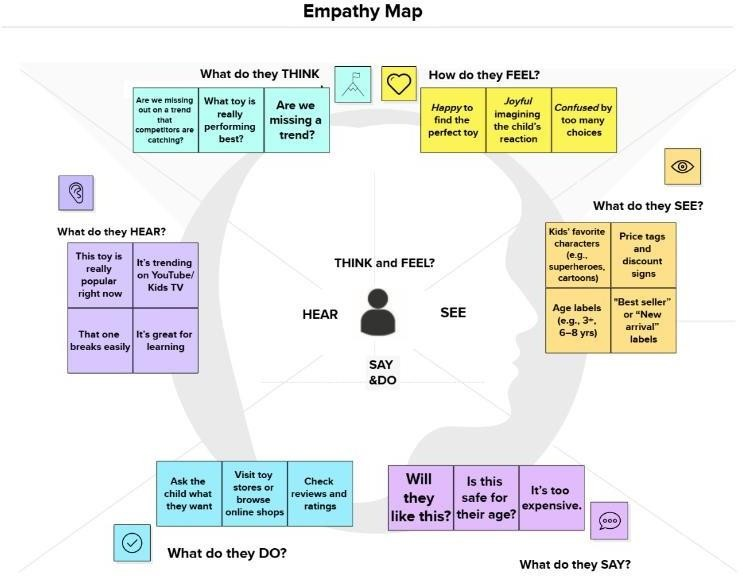 Empathy Map
What do they THINK
Are we missing
out on a trend
that
competitors are
catching?
What toy is
really
performing
best?
Are we
missing a
trend?
How do they FEEL?
Happy to
find the
perfect toy
Joyful
imagining
the child's
reaction
Confused by
too many
choices
What do they HEAR?
This toy is
really
popular
right now
It's trending
on YouTube/
Kids TV
That one
breaks easily
It's great for
learning
What do they SEE?
Kids' favorite
characters
(e.g.,
superheroes,
cartoons)
Price tags
and
discount
signs
Age labels
(e.g., 3+,
6–8 yrs)
"Best seller"
or "New
arrival"
labels
THINK and FEEL?
HEAR
SEE
SAY
&DO
Ask the
child what
they want
Visit toy
stores or
browse
online shops
Check
reviews and
ratings
What do they DO?
Will
they
like this?
Is this
safe for
their age?
It's too
expensive.
What do they SAY?